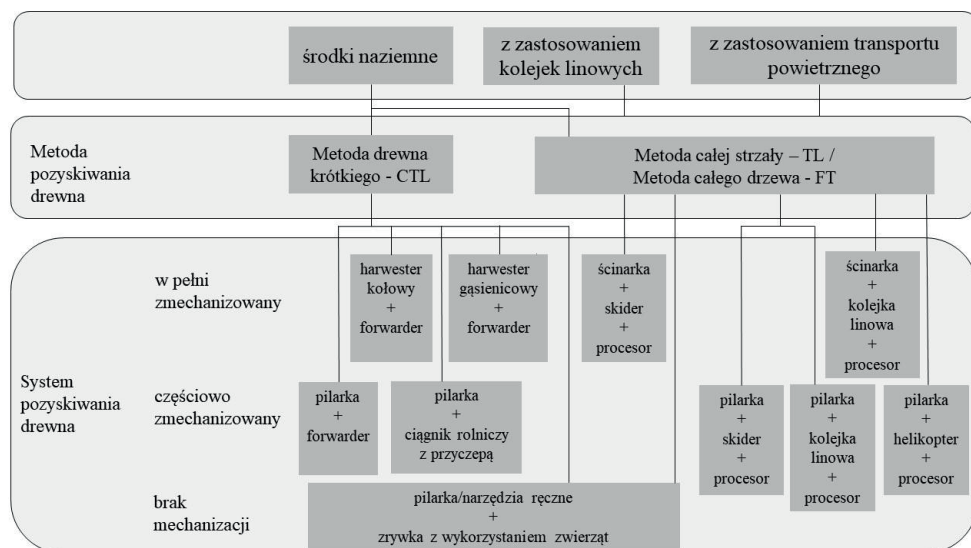 środki naziemne
z zastosowaniem
kolejek linowych
z zastosowaniem transportu
powietrznego
Metoda
pozyskiwania
drewna
Metoda drewna
krótkiego - CTL
Metoda całej strzały – TL /
Metoda całego drzewa - FT
System
pozyskiwania
drewna
w pełni
zmechanizowany
harwester
kołowy
+
forwarder
harwester
gąsienicowy
+
forwarder
ścinarka
+
skider
+
procesor
ścinarka
+
kolejka
linowa
+
procesor
częściowo
zmechanizowany
pilarka
+
forwarder
pilarka
+
ciągnik rolniczy
z przyczepą
pilarka
+
skider
+
procesor
pilarka
+
kolejka
linowa
+
procesor
pilarka
+
helikopter
+
procesor
brak
mechanizacji
pilarka/narzędzia ręczne
+
zrywka z wykorzystaniem zwierząt